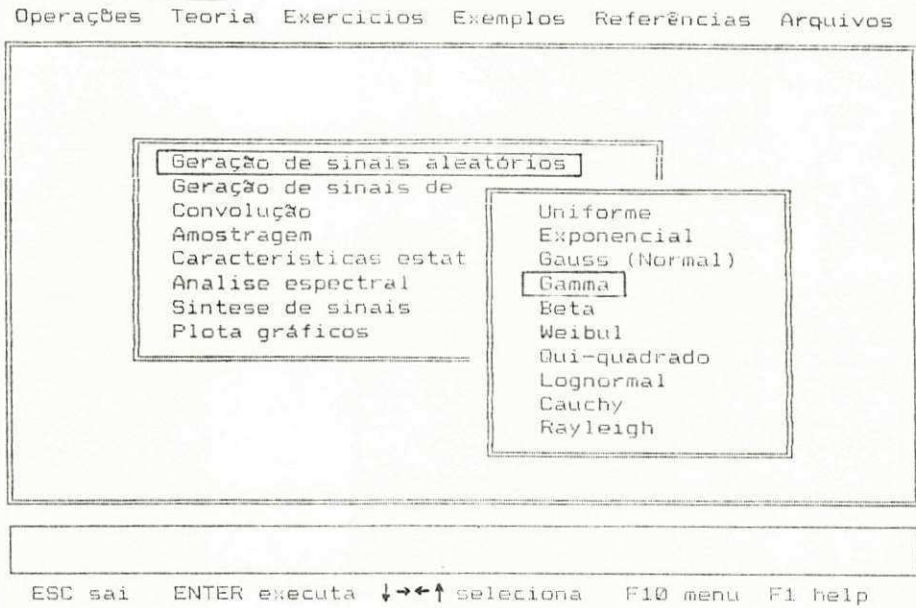 Operações Teoria Exercicios Exemplos Referências Arquivos
Geração de sinais aleatórios
Geração de sinais de
Convolução
Amostragem
Caracteristicas estat
Analise espectral
Sintese de sinais
Plota gráficos
Uniforme
Exponencial
Gauss (Normal)
Gamma
Beta
Weibul
Qui-quadrado
Lognormal
Cauchy
Rayleigh
ESC sai ENTER executa ↓→←↑ seleciona F10 menu F1 help